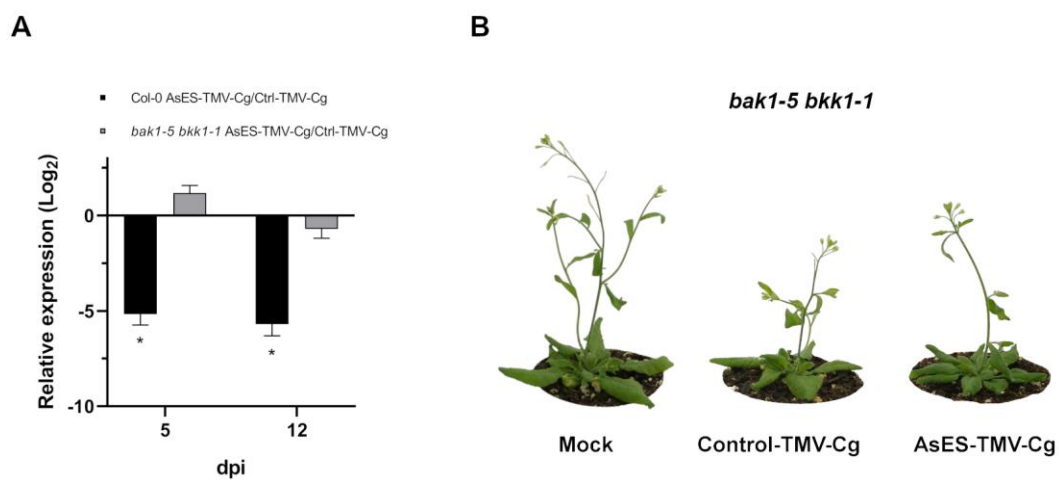 A
Col-0 AsES-TMV-Cg/Ctrl-TMV-Cg
bak1-5 bkk1-1 AsES-TMV-Cg/Ctrl-TMV-Cg
Relative expression (Log2)
0
-5
-10
*
*
5
12
dpi
B
bak1-5 bkk1-1
Mock
Control-TMV-Cg
AsES-TMV-Cg